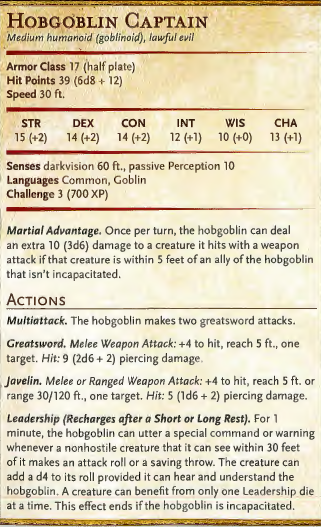 HOBGOBLIN CAPTAIN
Medium humanoid (goblinoid), lawful evil
Armor Class 17 (half plate)
Hit Points 39 (6d8 + 12)
Speed 30 ft.
STR DEX CON INT WIS CHA
15 (+2) 14 (+2) 14 (+2) 12 (+1) 10 (+0) 13 (+1)
Senses darkvision 60 ft., passive Perception 10
Languages Common, Goblin
Challenge 3 (700 XP)
Martial Advantage. Once per turn, the hobgoblin can deal
an extra 10 (3d6) damage to a creature it hits with a weapon
attack if that creature is within 5 feet of an ally of the hobgoblin
that isn't incapacitated.
ACTIONS
Multiattack. The hobgoblin makes two greatsword attacks.
Greatsword. Melee Weapon Attack: +4 to hit, reach 5 ft., one
target. Hit: 9 (2d6 + 2) piercing damage.
Javelin. Melee or Ranged Weapon Attack: +4 to hit, reach 5 ft. or
range 30/120 ft., one target. Hit: 5 (1d6 + 2) piercing damage.
Leadership (Recharges after a Short or Long Rest). For 1
minute, the hobgoblin can utter a special command or warning
whenever a nonhostile creature that it can see within 30 feet
of it makes an attack roll or a saving throw. The creature can
add a d4 to its roll provided it can hear and understand the
hobgoblin. A creature can benefit from only one Leadership die
at a time. This effect ends if the hobgoblin is incapacitated.